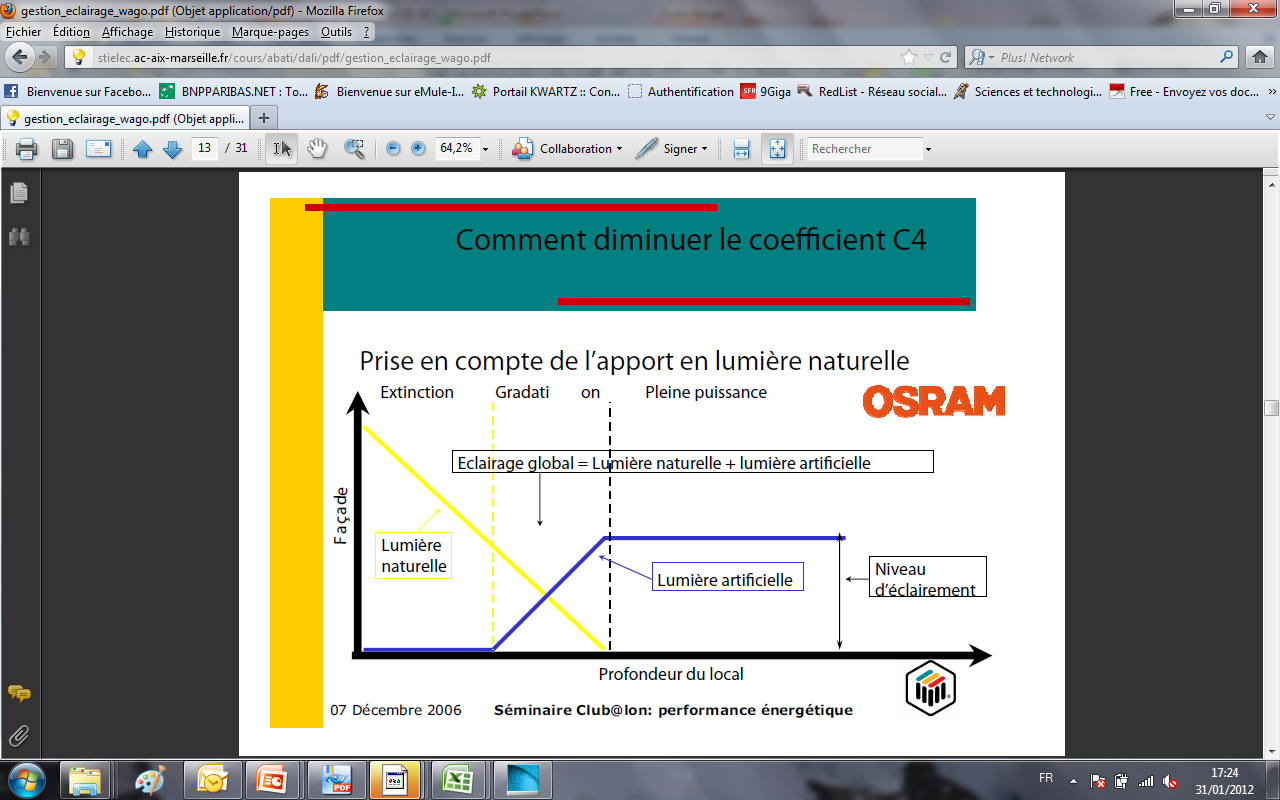 gestion_eclairage_wago.pdf (Objet application/pdf) - Mozilla Firefox
Fichier Édition Affichage Historique Marque-pages Outils ?
stielec.ac-aix-marseille.fr/cours/abati/dali/pdf/gestion_eclairage_wago.pdf
Plus! Network
Bienvenue sur Facebo... BNPPARIBAS.NET : To... Bienvenue sur eMule-I... Portail KWARTZ :: Con... Authentification SFR 9Giga RedList - Réseau social... Sciences et technologi... Free - Envoyez vos doc... »
gestion_eclairage_wago.pdf (Objet appli...
13 / 31 64,2% Collaboration Signer Rechercher
Comment diminuer le coefficient C4
Prise en compte de l'apport en lumière naturelle
Extinction Gradati on Pleine puissance
OSRAM
Eclairage global = Lumière naturelle + lumière artificielle
Façade
Lumière
naturelle
Lumière artificielle
Niveau
d'éclairement
Profondeur du local
07 Décembre 2006 Séminaire Club@lon: performance énergétique
FR
17:24
31/01/2012